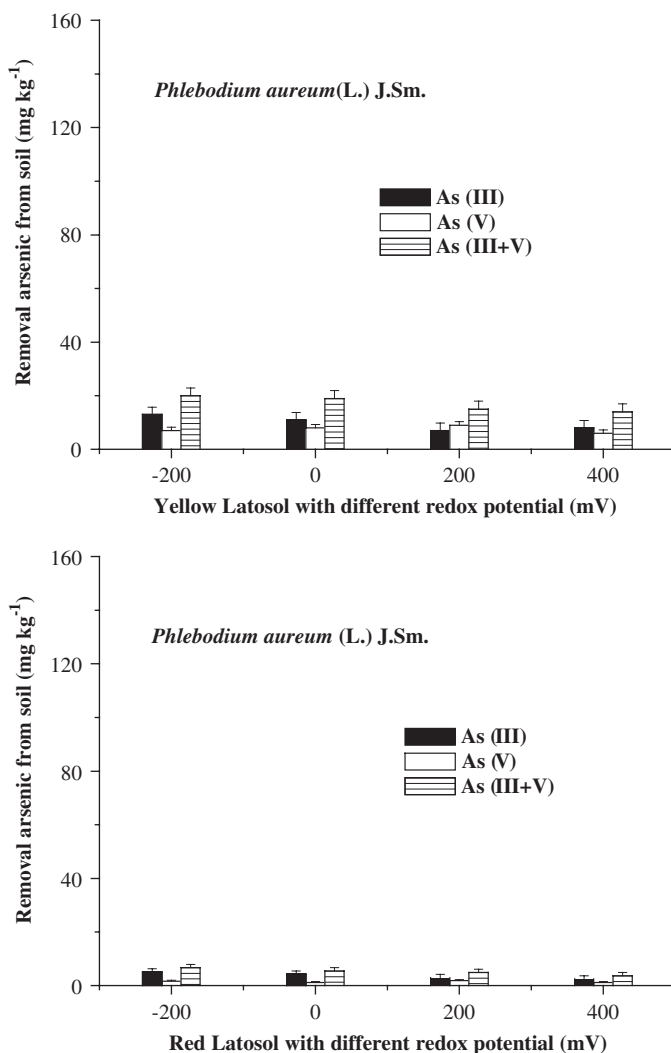 160
Phlebodium aureum(L.) J.Sm.
120
As (III)
As (V)
80
As (III+V)
40
0
-200 0 200 400
Removal arsenic from soil (mg kg⁻¹)
Yellow Latosol with different redox potential (mV)
160
Phlebodium aureum (L.) J.Sm.
120
As (III)
As (V)
80
As (III+V)
40
0
-200 0 200 400
Removal arsenic from soil (mg kg⁻¹)
Red Latosol with different redox potential (mV)